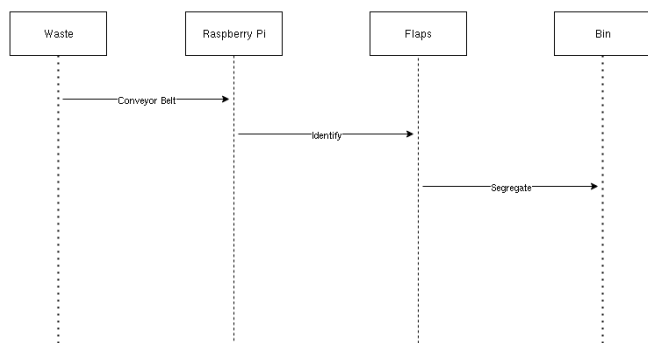 Waste
Raspberry Pi
Flaps
Bin
Conveyor Belt
Identify
Segregate